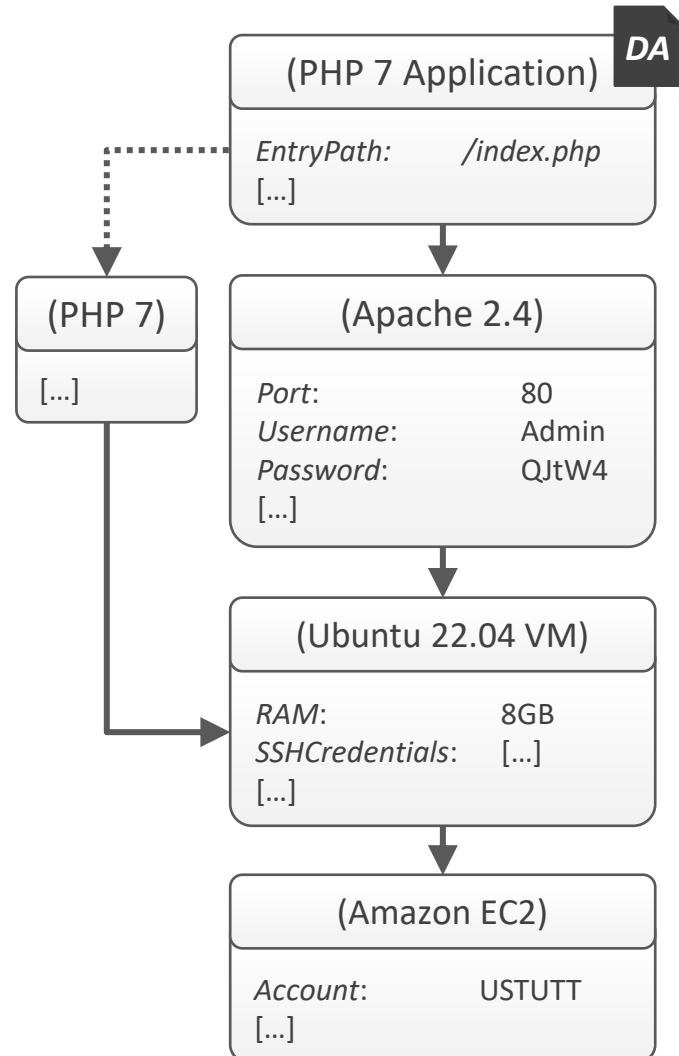 DA
(PHP 7 Application)
EntryPath: /index.php
[...]
(PHP 7)
[...]
(Apache 2.4)
Port: 80
Username: Admin
Password: QJtW4
[...]
(Ubuntu 22.04 VM)
RAM: 8GB
SSHCredentials: [...]
[...]
(Amazon EC2)
Account: USTUTT
[...]